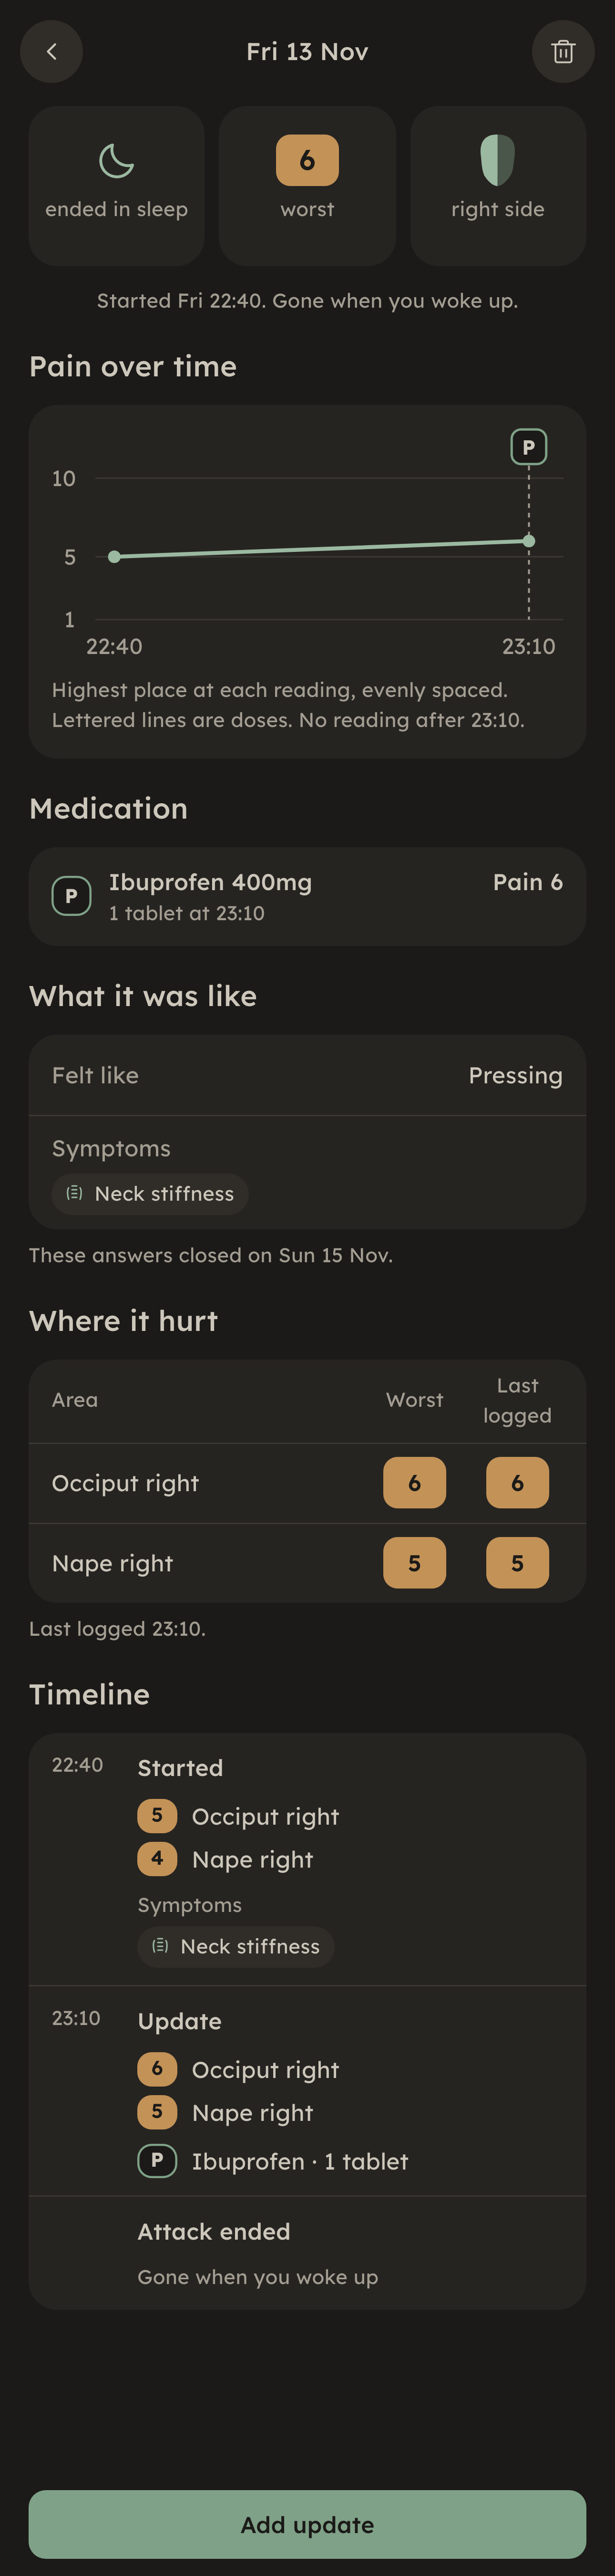 Fri 13 Nov
ended in sleep
6
worst
right side
Started Fri 22:40. Gone when you woke up.
Pain over time
P
10
5
1
22:40
23:10
Highest place at each reading, evenly spaced.
Lettered lines are doses. No reading after 23:10.
Medication
P
Ibuprofen 400mg
Pain 6
1 tablet at 23:10
What it was like
Felt like
Pressing
Symptoms
Neck stiffness
These answers closed on Sun 15 Nov.
Where it hurt
Area
Worst
Last
logged
Occiput right
6
6
Nape right
5
5
Last logged 23:10.
Timeline
22:40
Started
5
Occiput right
4
Nape right
Symptoms
Neck stiffness
23:10
Update
6
Occiput right
5
Nape right
P
Ibuprofen · 1 tablet
Attack ended
Gone when you woke up
Add update